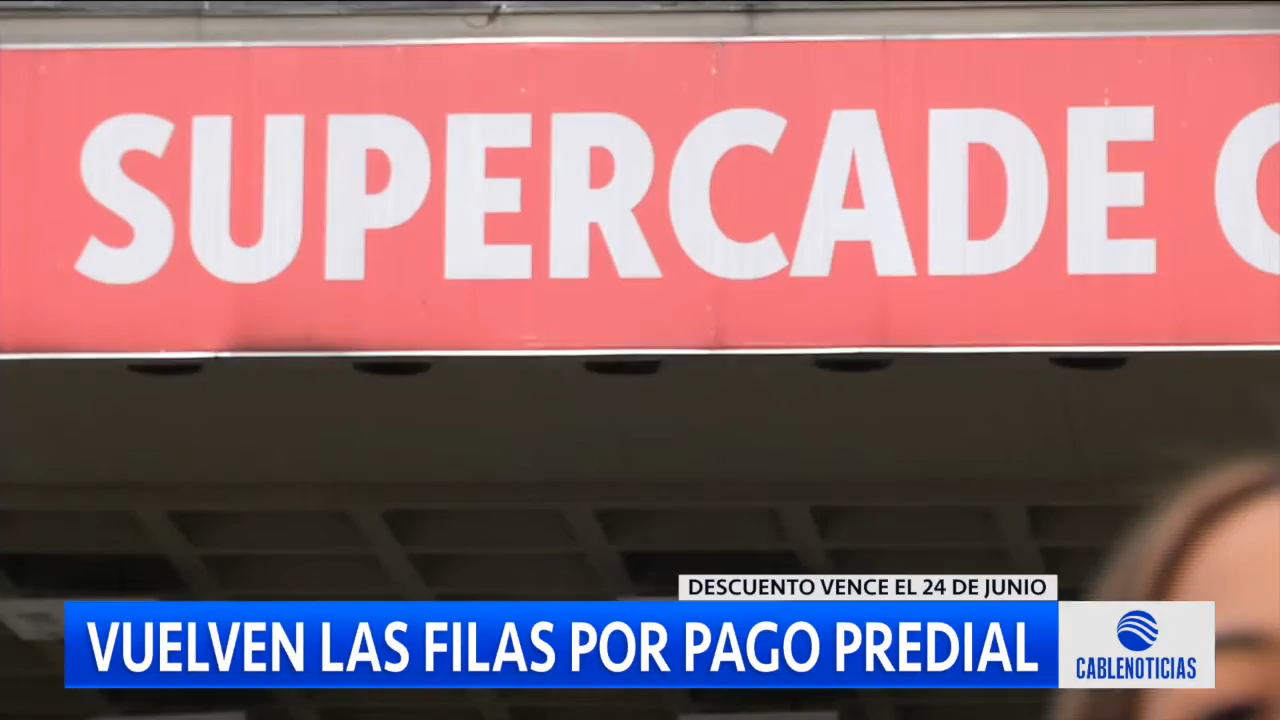 SUPERCADE C
DESCUENTO VENCE EL 24 DE JUNIO
VUELVEN LAS FILAS POR PAGO PREDIAL
CABLENOTICIAS